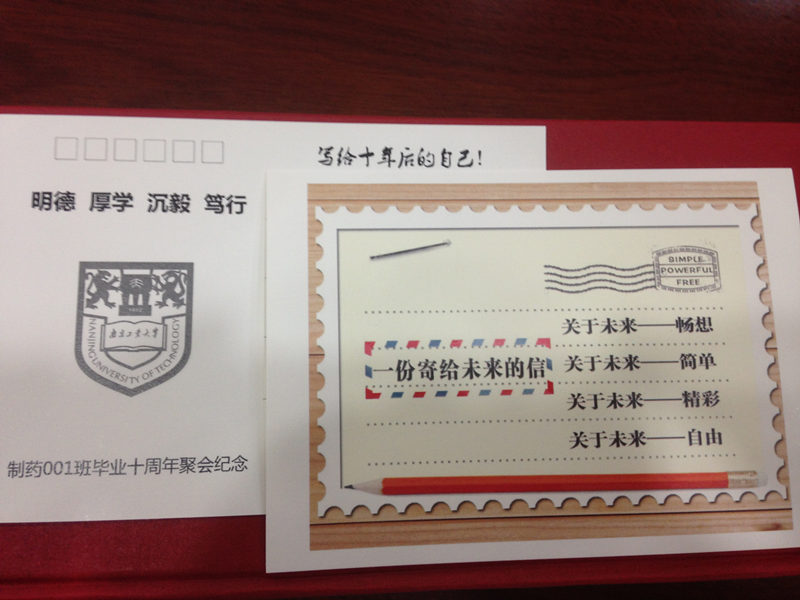 写给十年后的自己!
明德 厚学 沉毅 笃行
南京工业大学
NANJING UNIVERSITY OF TECHNOLOGY
制药001班毕业十周年聚会纪念
SIMPLE
POWERFUL
FREE
一份寄给未来的信
关于未来——畅想
关于未来——简单
关于未来——精彩
关于未来——自由